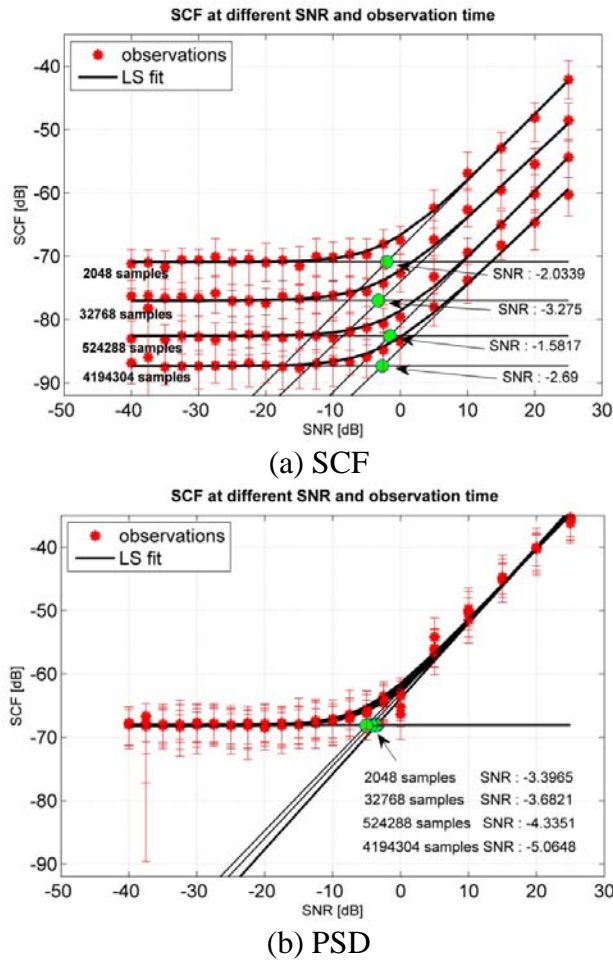 SCF at different SNR and observation time
observations
LS fit
SCF [dB]
-40
-50
-60
-70
-80
-90
2048 samples
32768 samples
524288 samples
4194304 samples
SNR : -2.0339
SNR : -3.275
SNR : -1.5817
SNR : -2.69
-50 -40 -30 -20 -10 0 10 20 30
SNR [dB]
(a) SCF
SCF at different SNR and observation time
observations
LS fit
SCF [dB]
-40
-50
-60
-70
-80
-90
2048 samples SNR : -3.3965
32768 samples SNR : -3.6821
524288 samples SNR : -4.3351
4194304 samples SNR : -5.0648
-50 -40 -30 -20 -10 0 10 20 30
SNR [dB]
(b) PSD